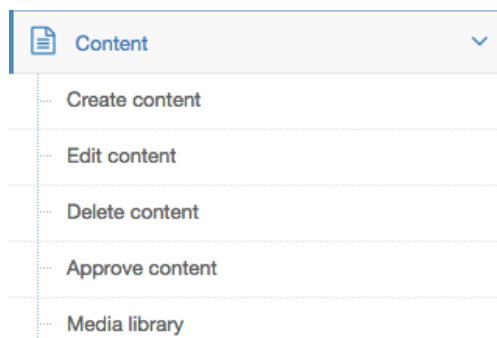 Content
Create content
Edit content
Delete content
Approve content
Media library